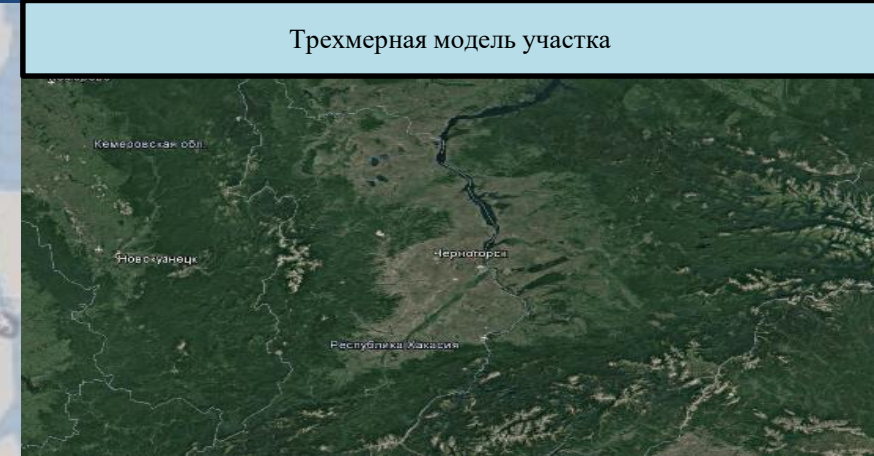 Трехмерная модель участка
Кемеровская обл.
Новокузнецк
Черногорск
Республика Хакасия